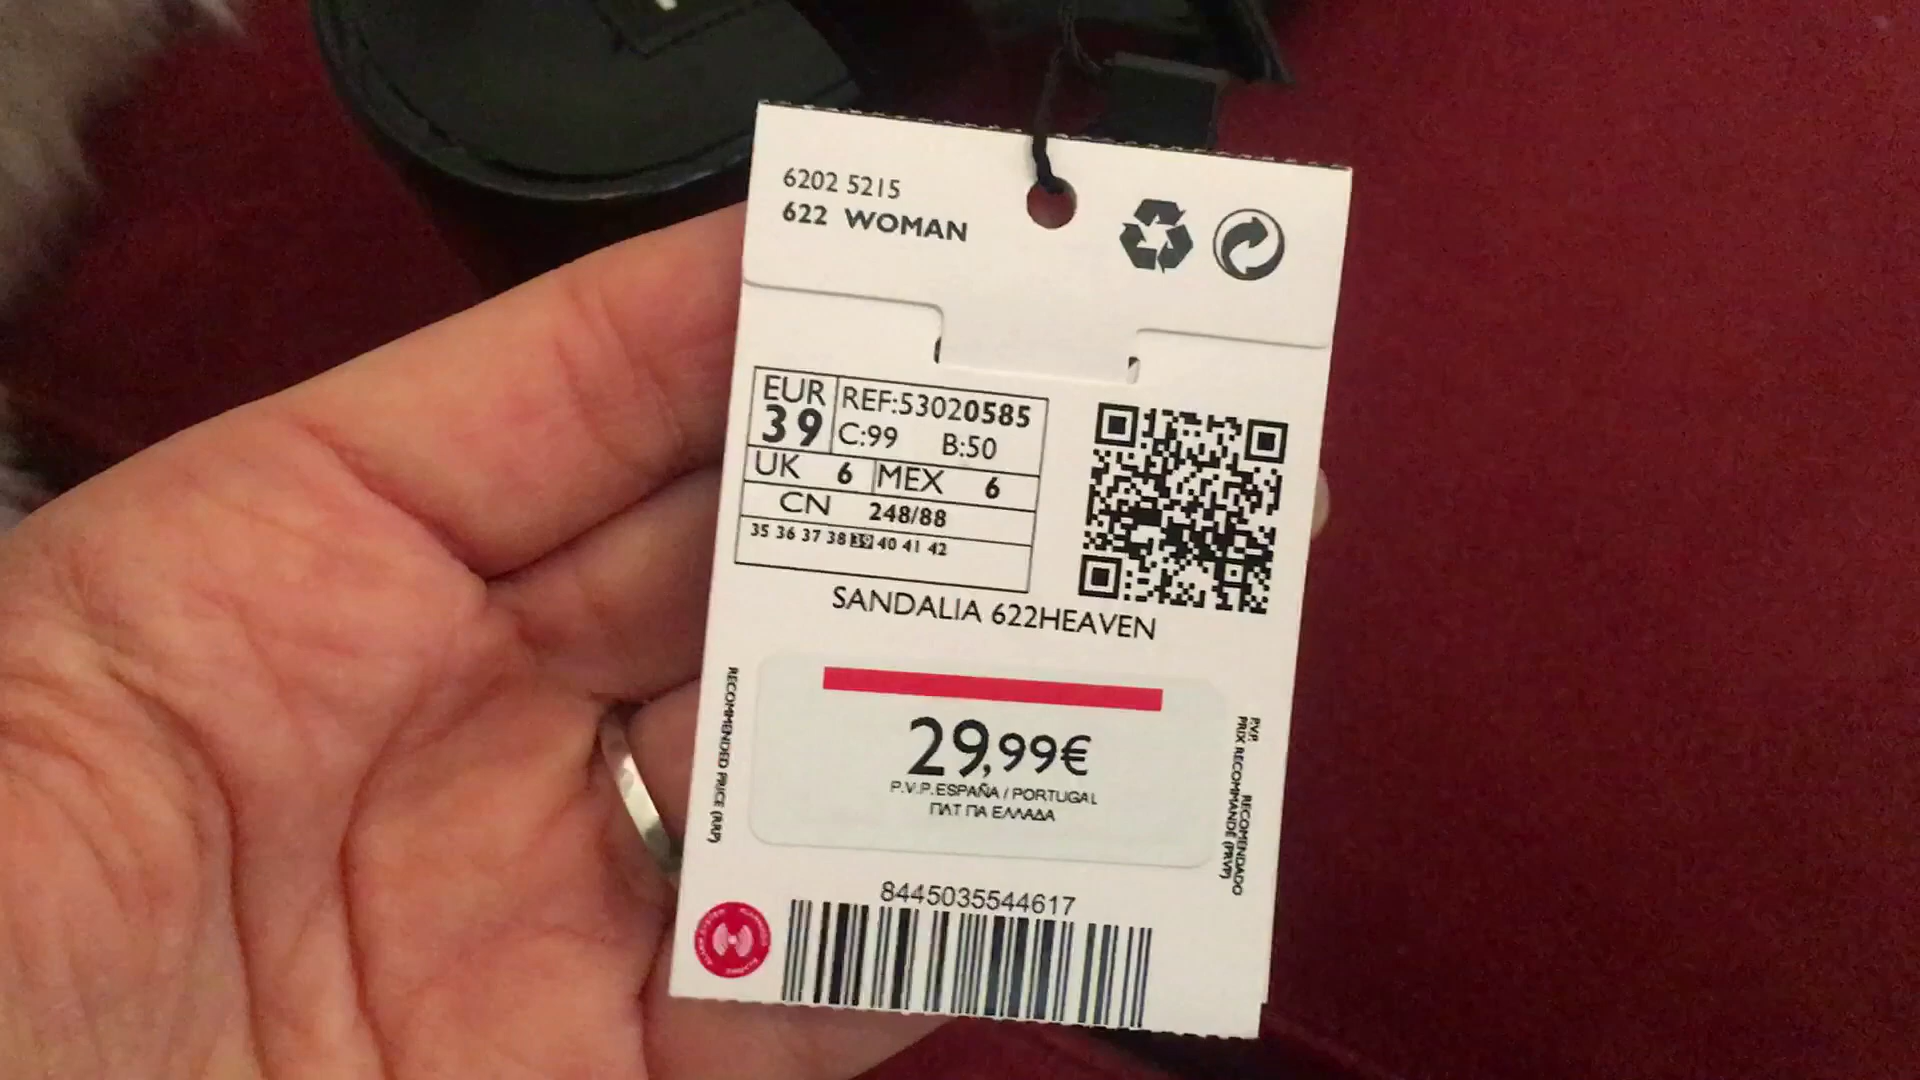 6202 5215
622 WOMAN
EUR
39
REF:53020585
C:99 B:50
UK 6 MEX 6
CN 248/88
35 36 37 38 39 40 41 42
SANDALIA 622HEAVEN
29,99€
P.V.P.ESPAÑA / PORTUGAL
ΠΛΤ ΓΙΑ ΕΛΛΑΔΑ
RECOMMENDED PRICE (RRP)
P.V.P. RECOMENDADO
PRIX RECOMMANDÉ (PRVP)
8445035544617